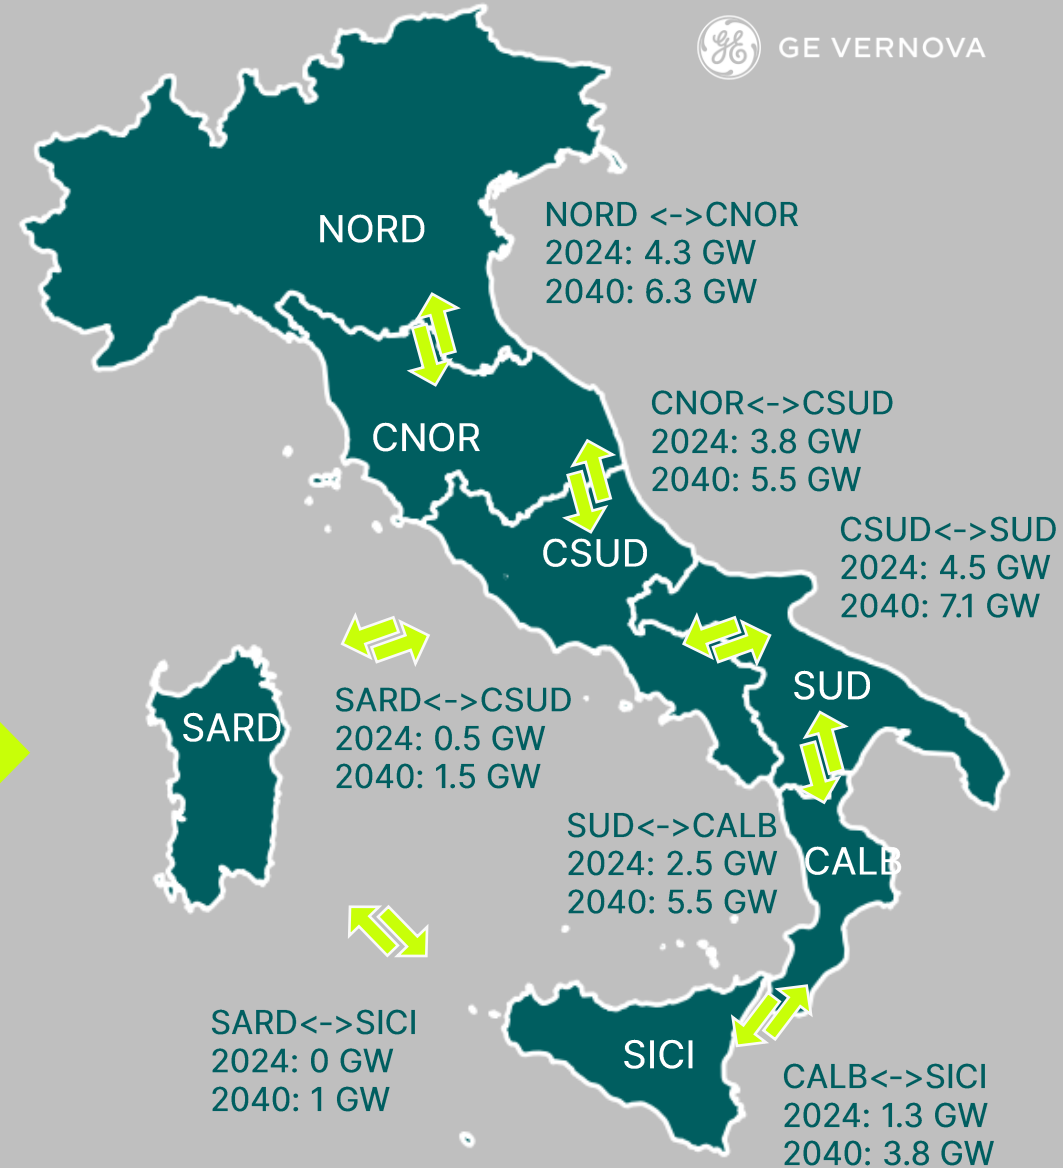 GE VERNOVA
NORD
NORD <->CNOR
2024: 4.3 GW
2040: 6.3 GW
CNOR
CNOR<->CSUD
2024: 3.8 GW
2040: 5.5 GW
CSUD
CSUD<->SUD
2024: 4.5 GW
2040: 7.1 GW
SARD
SARD<->CSUD
2024: 0.5 GW
2040: 1.5 GW
SUD
SUD<->CALB
2024: 2.5 GW
2040: 5.5 GW
CALB
SARD<->SICI
2024: 0 GW
2040: 1 GW
SICI
CALB<->SICI
2024: 1.3 GW
2040: 3.8 GW